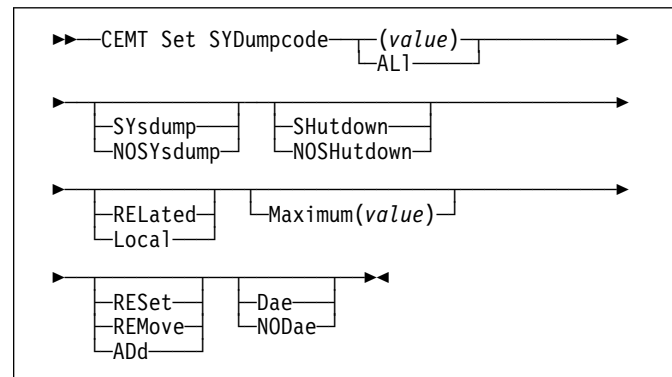 CEMT Set SYDumpcode (value)
ALl
SYsdump SHutdown
NOSYsdump NOSHutdown
RELated Maximum(value)
Local
RESet Dae
REMove NODae
ADd